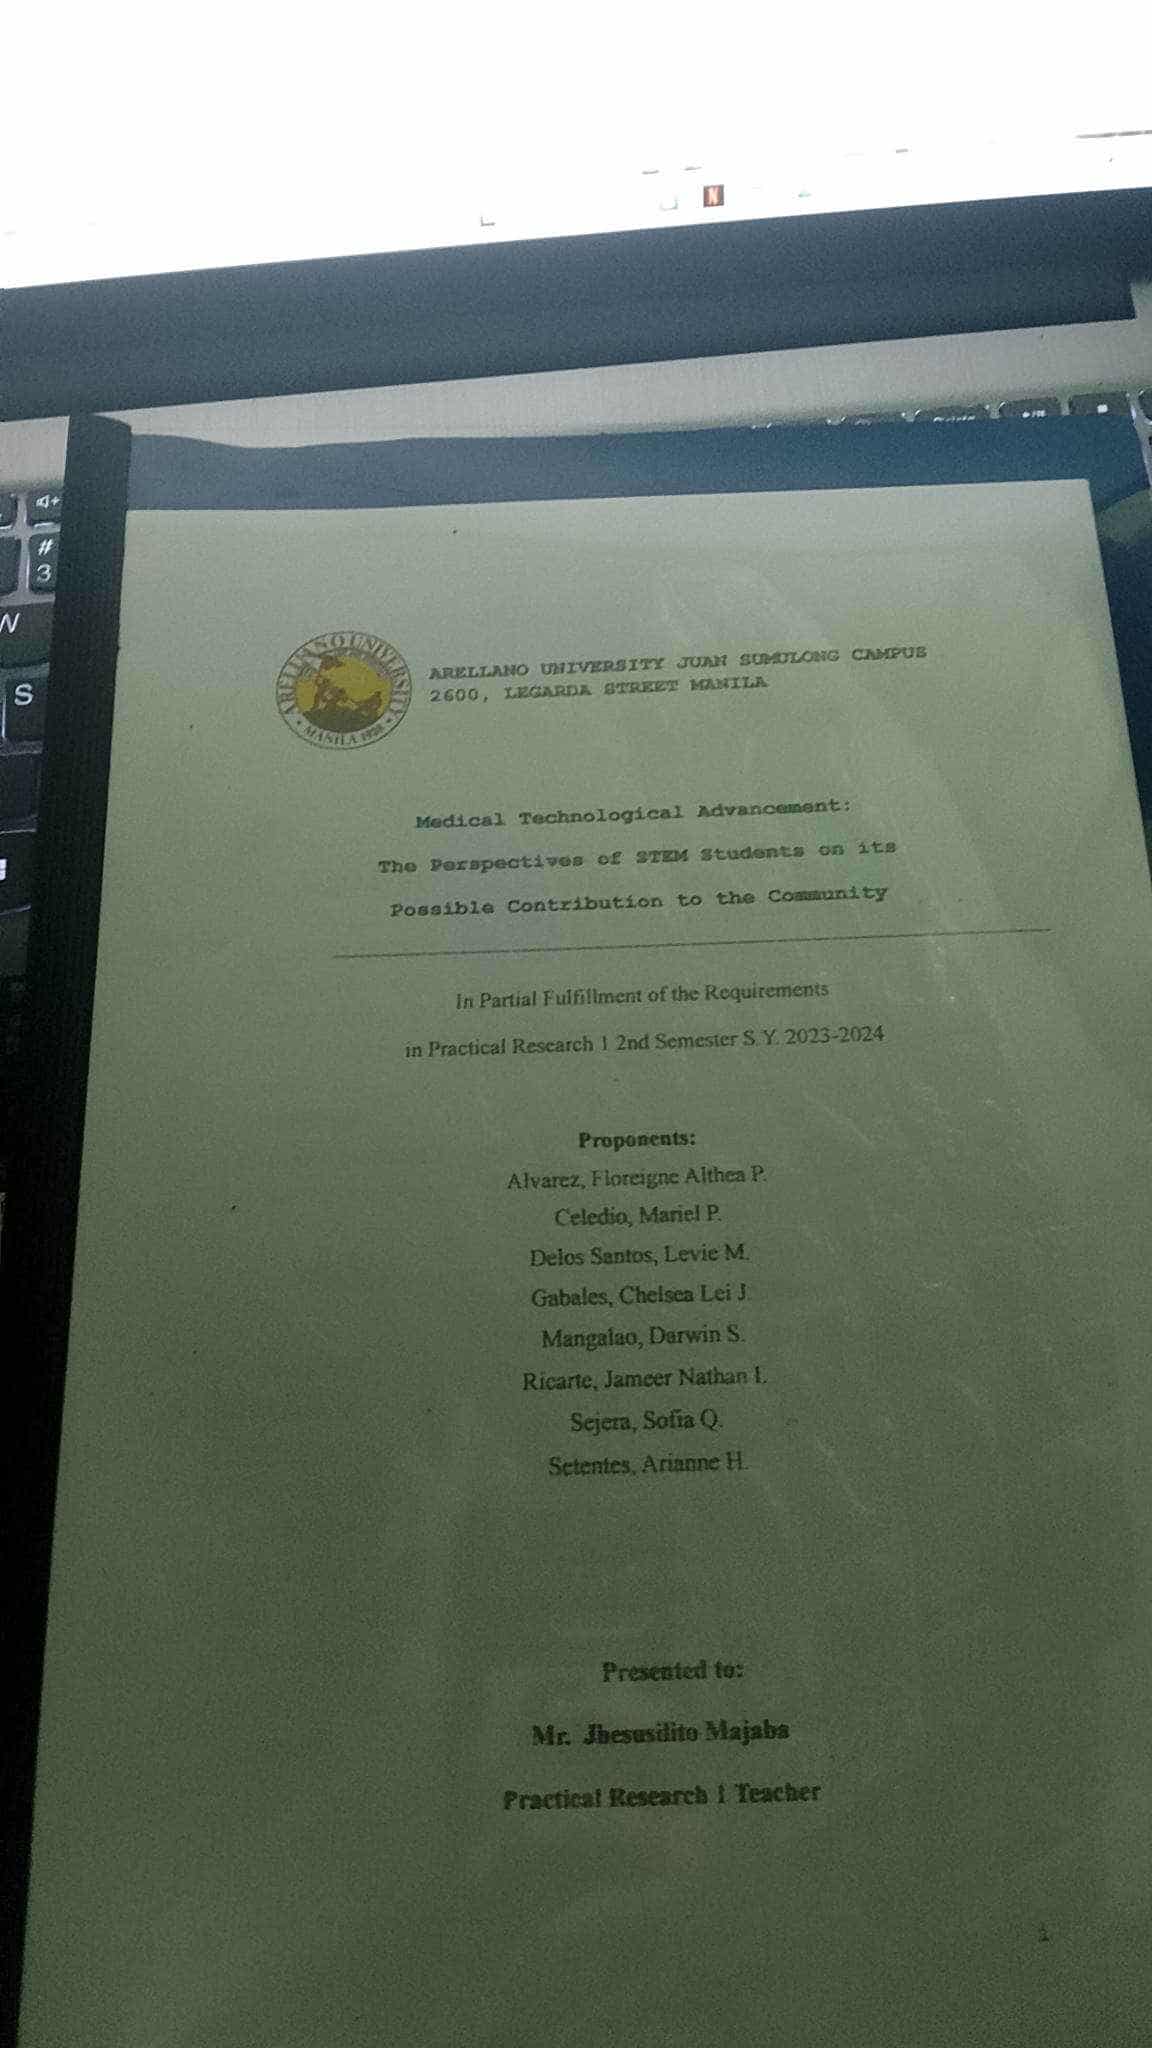 N
#
3
W
S
ARELLANO UNIVERSITY
MANILA 1938
ARELLANO UNIVERSITY JUAN SUMULONG CAMPUS
2600, LEGARDA STREET MANILA
Medical Technological Advancement:
The Perspectives of STEM Students on its
Possible Contribution to the Community
In Partial Fulfillment of the Requirements
in Practical Research 1 2nd Semester S.Y. 2023-2024
Proponents:
Alvarez, Floreigne Althea P.
Celedio, Mariel P.
Delos Santos, Levie M.
Gabales, Chelsea Lei J.
Mangalao, Darwin S.
Ricarte, Jameer Nathan I.
Sejera, Sofia Q.
Setentes, Arianne H.
Presented to:
Mr. Jhesusilito Majaba
Practical Research 1 Teacher